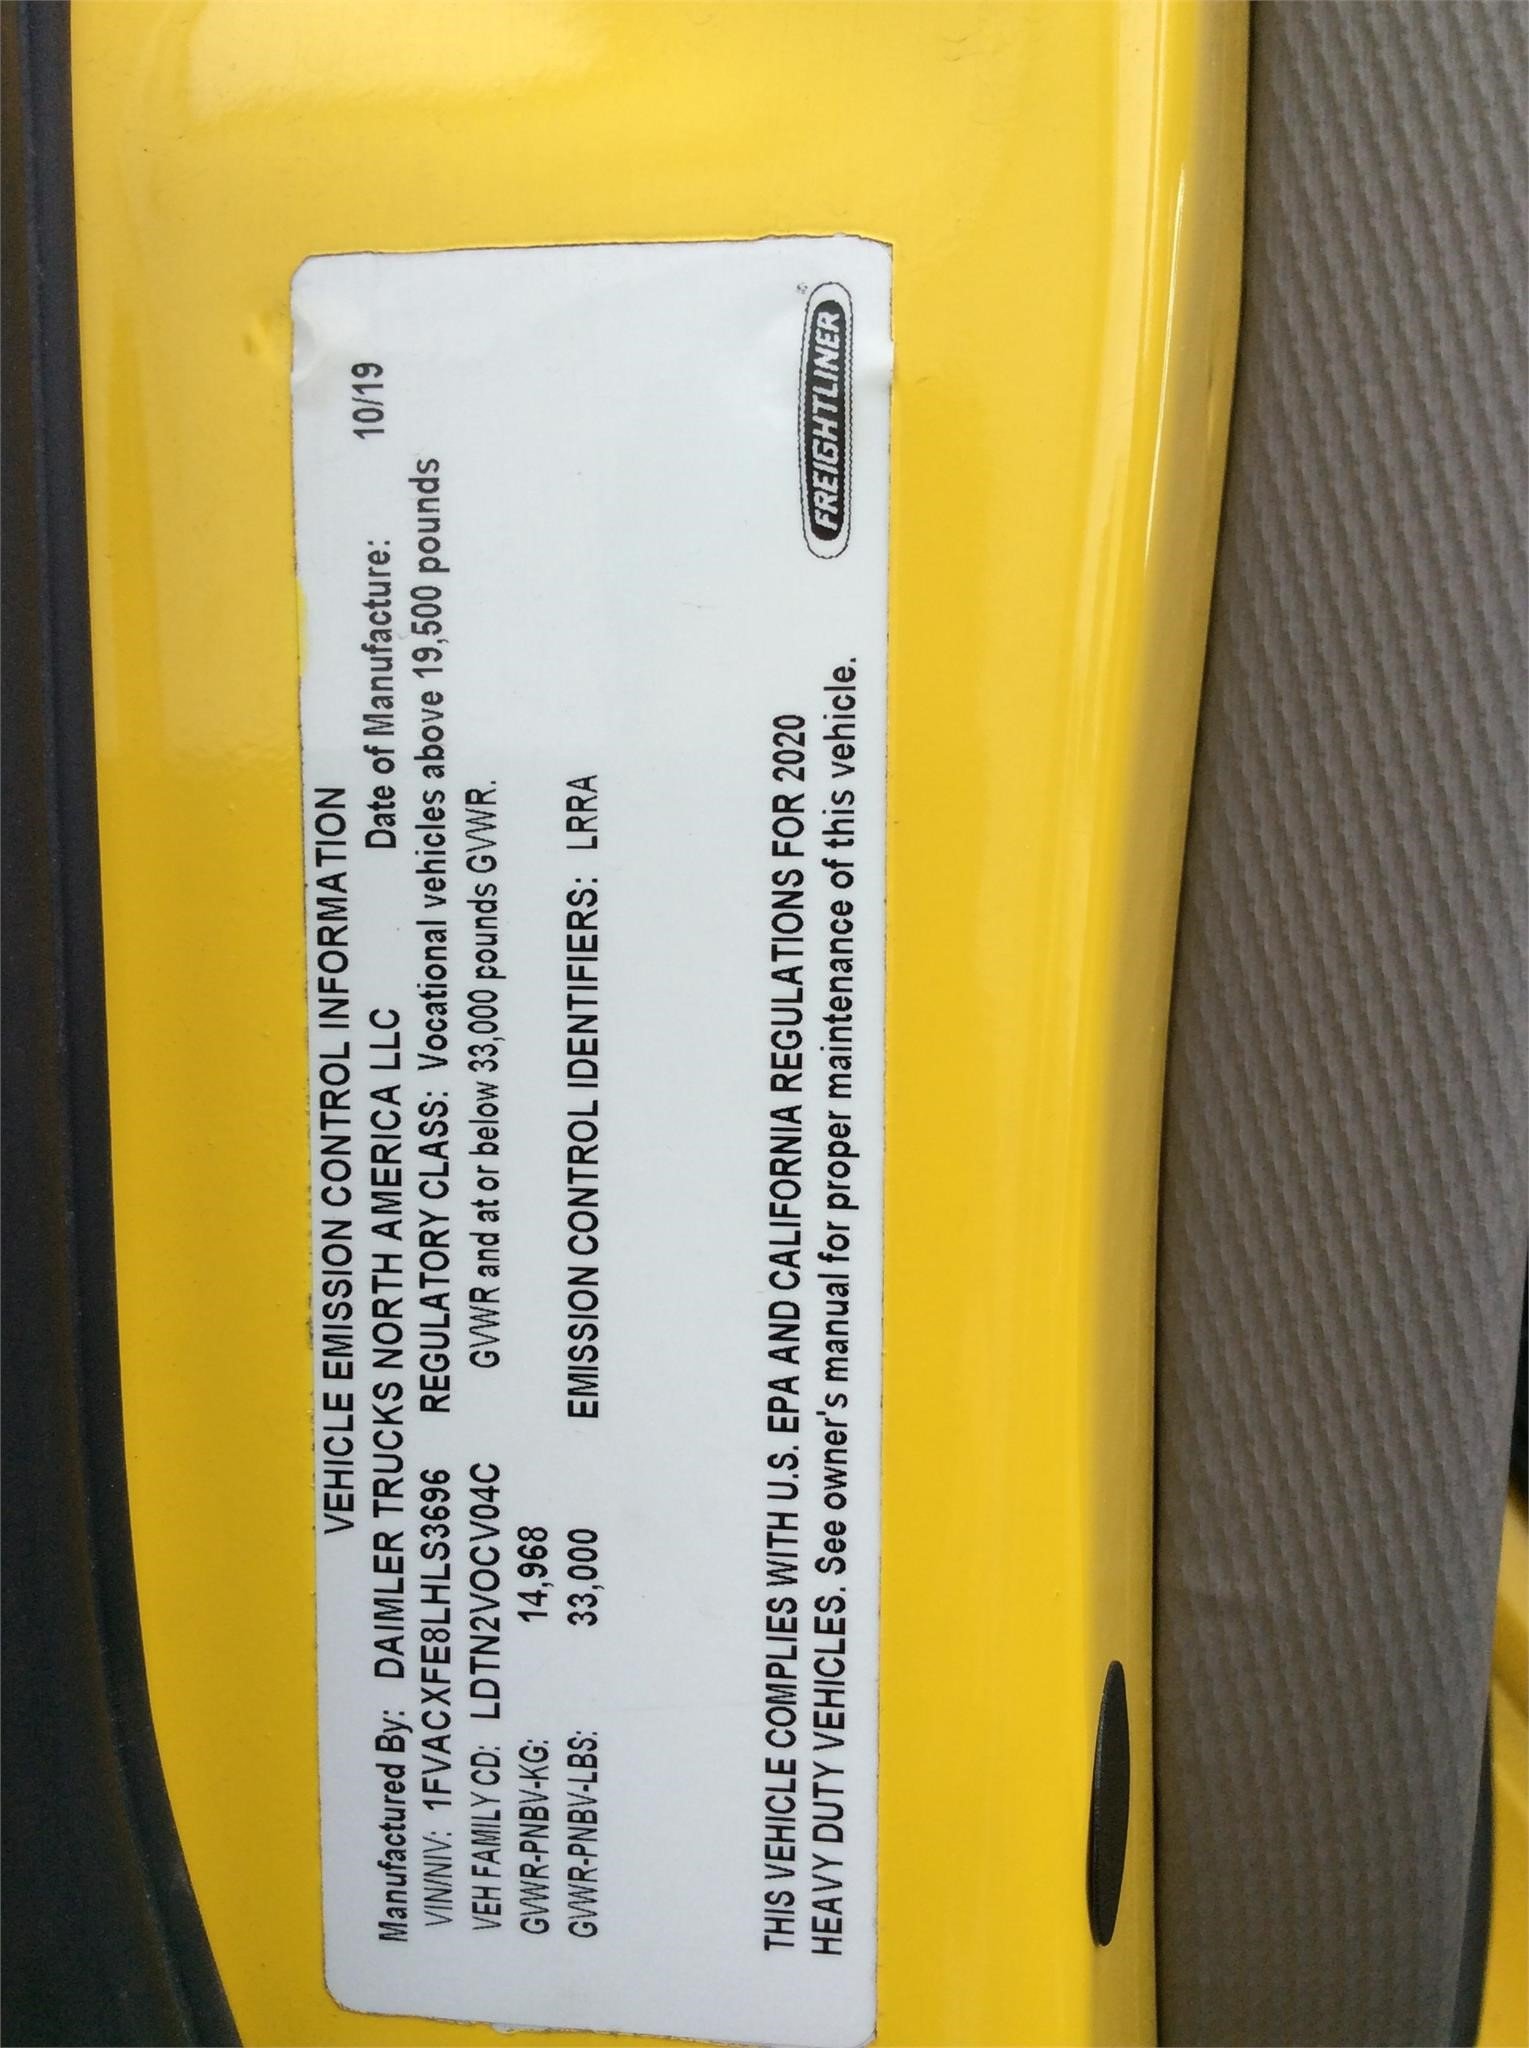 VEHICLE EMISSION CONTROL INFORMATION
Manufactured By: DAIMLER TRUCKS NORTH AMERICA LLC Date of Manufacture: 10/19
VIN/NIV: 1FVACXFE8LHLS3696 REGULATORY CLASS: Vocational vehicles above 19,500 pounds
VEH FAMILY CD: LDTN2VOCV04C GVWR and at or below 33,000 pounds GVWR.
GVWR-PNBV-KG: 14,968
GVWR-PNBV-LBS: 33,000 EMISSION CONTROL IDENTIFIERS: LRRA
THIS VEHICLE COMPLIES WITH U.S. EPA AND CALIFORNIA REGULATIONS FOR 2020
HEAVY DUTY VEHICLES. See owner's manual for proper maintenance of this vehicle.
FREIGHTLINER®